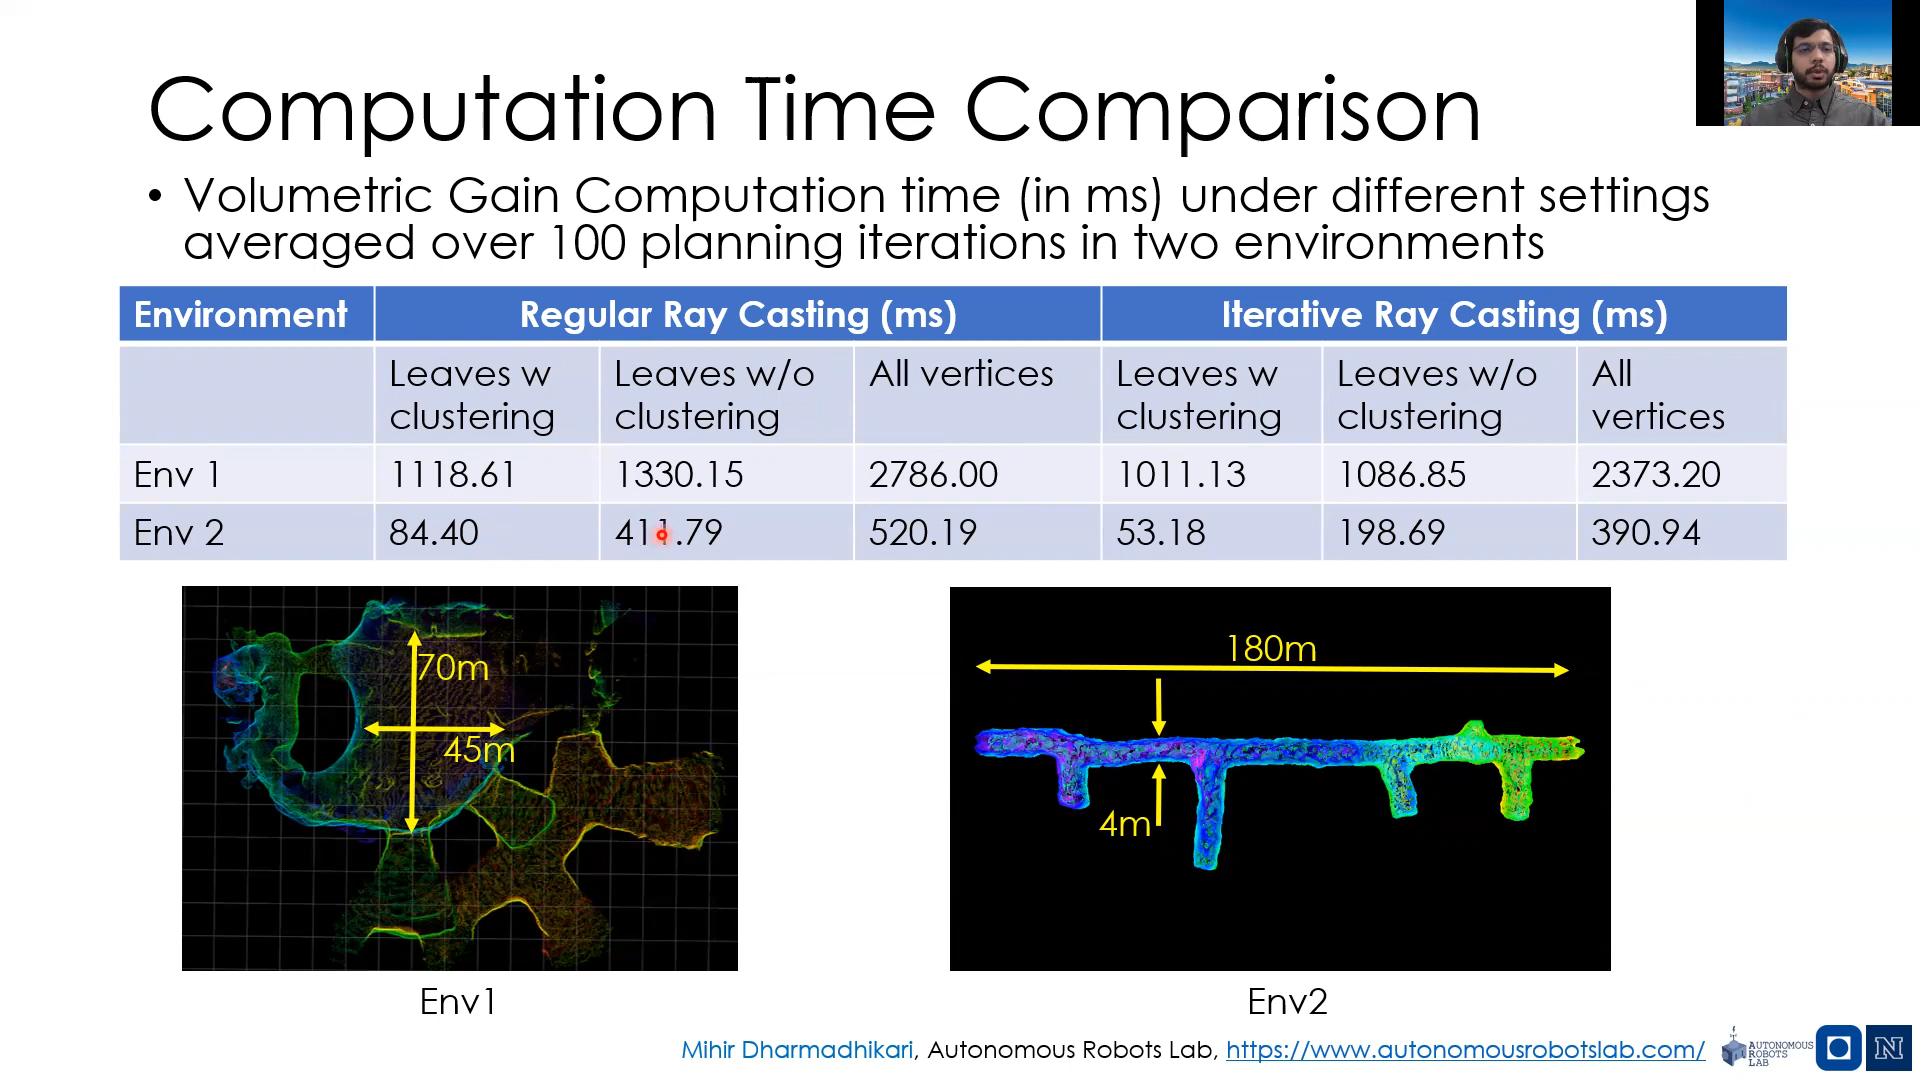 Computation Time Comparison
• Volumetric Gain Computation time (in ms) under different settings
averaged over 100 planning iterations in two environments
Environment Regular Ray Casting (ms) Iterative Ray Casting (ms)
Leaves w clustering Leaves w/o clustering All vertices Leaves w clustering Leaves w/o clustering All vertices
Env 1 1118.61 1330.15 2786.00 1011.13 1086.85 2373.20
Env 2 84.40 411.79 520.19 53.18 198.69 390.94
70m
45m
180m
4m
Env1
Env2
Mihir Dharmadhikari, Autonomous Robots Lab, https://www.autonomousrobotslab.com/
AUTONOMOUS
ROBOTS
LAB
N